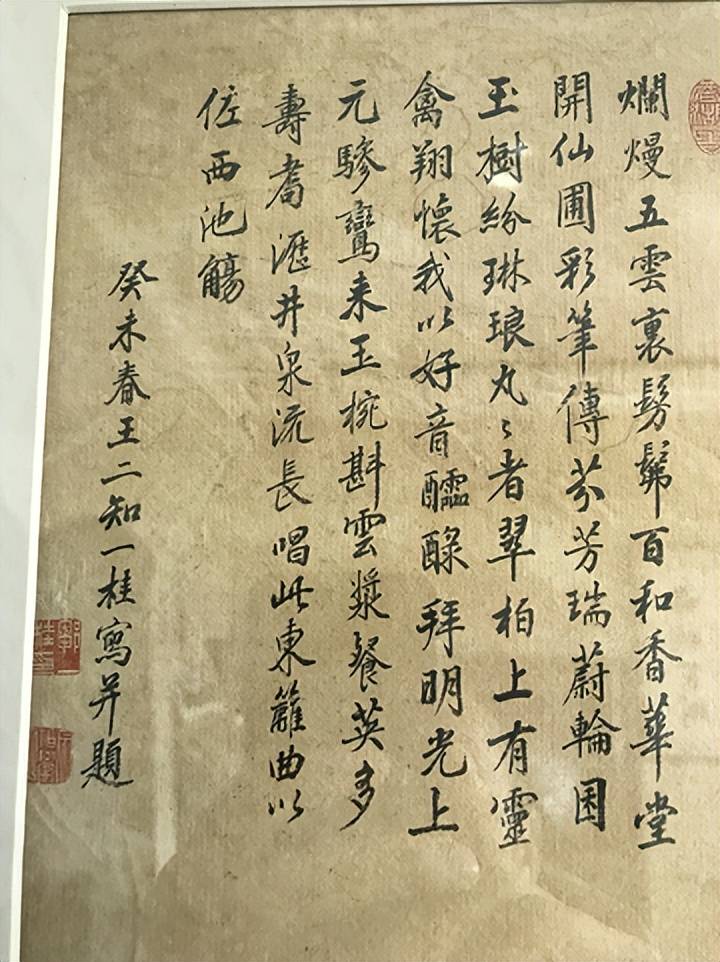 爛熳五雲裏髣髴百和香華堂
開仙圃彩筆傳芬芳瑞蔚輪囷
玉樹紛琳琅丸〻者翠柏上有靈
禽翔懷我以好音醽醁拜明光上
元驂鸞来玉椀斟雲漿餐英多
壽耈瀍井泉流長唱此東籬曲以
佐西池觴
癸未春王二知一桂寫并題